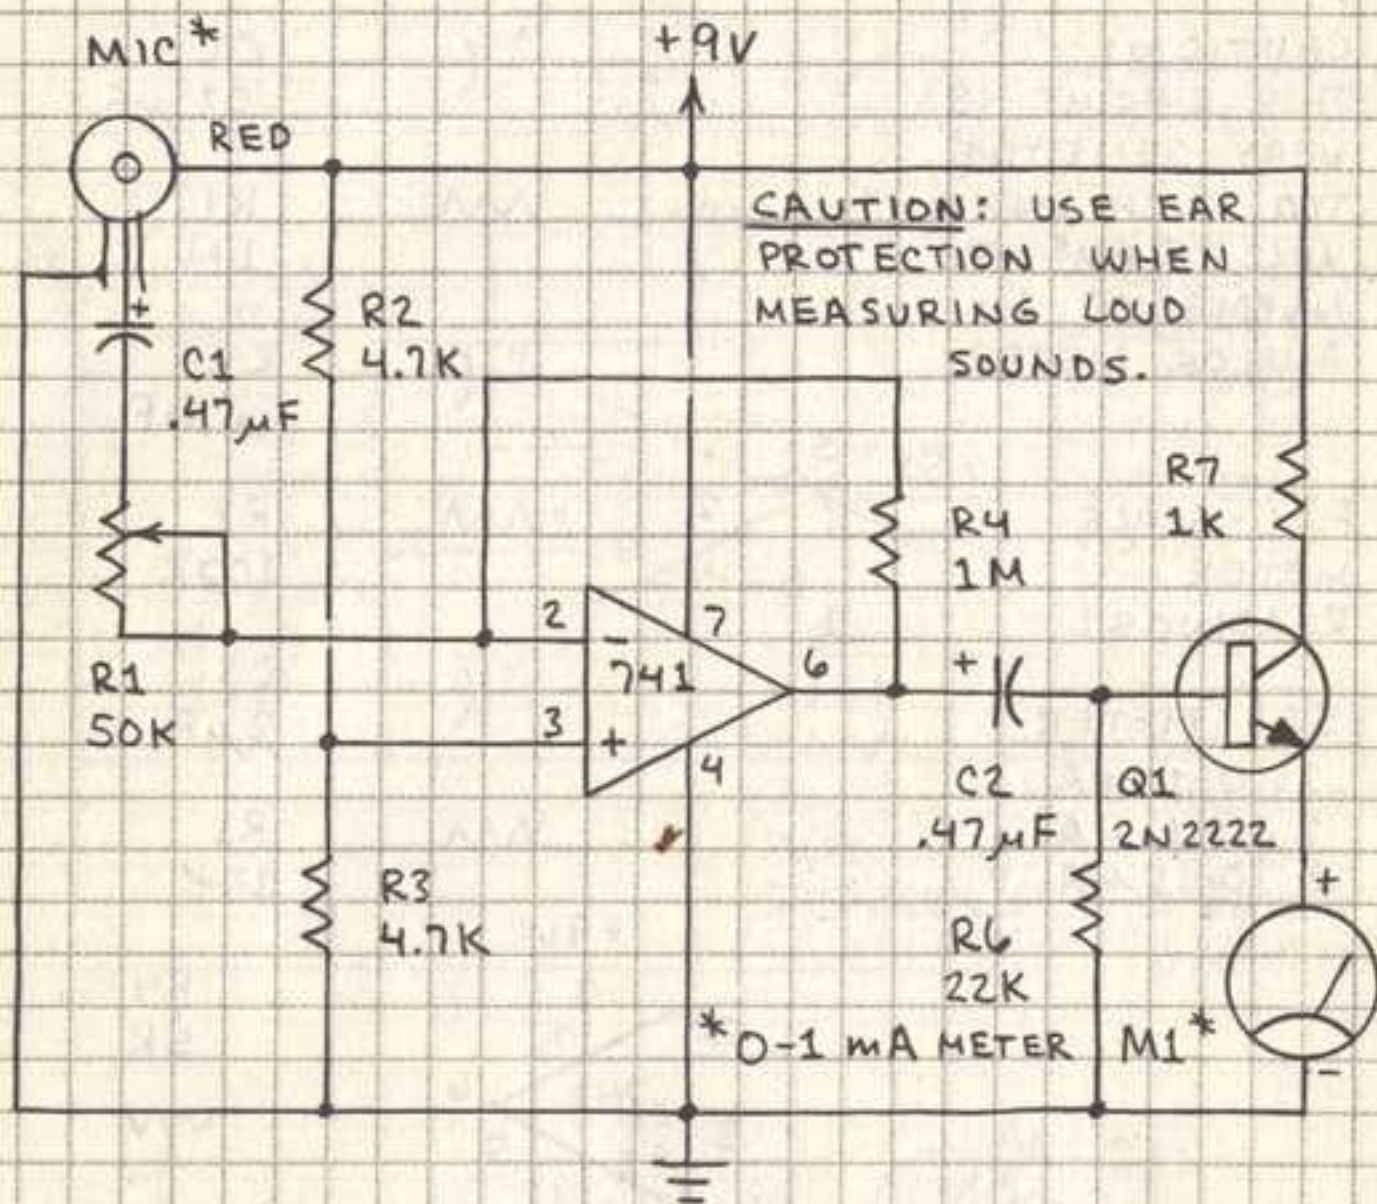 MIC*
+9V
RED
CAUTION: USE EAR
PROTECTION WHEN
MEASURING LOUD
SOUNDS.
+
C1
.47μF
R2
4.7K
R7
1K
R4
1M
R1
50K
2
-
741
7
6
3
+
4
+
C2
.47μF
Q1
2N2222
R3
4.7K
R6
22K
+
*0-1 mA METER
M1*
-